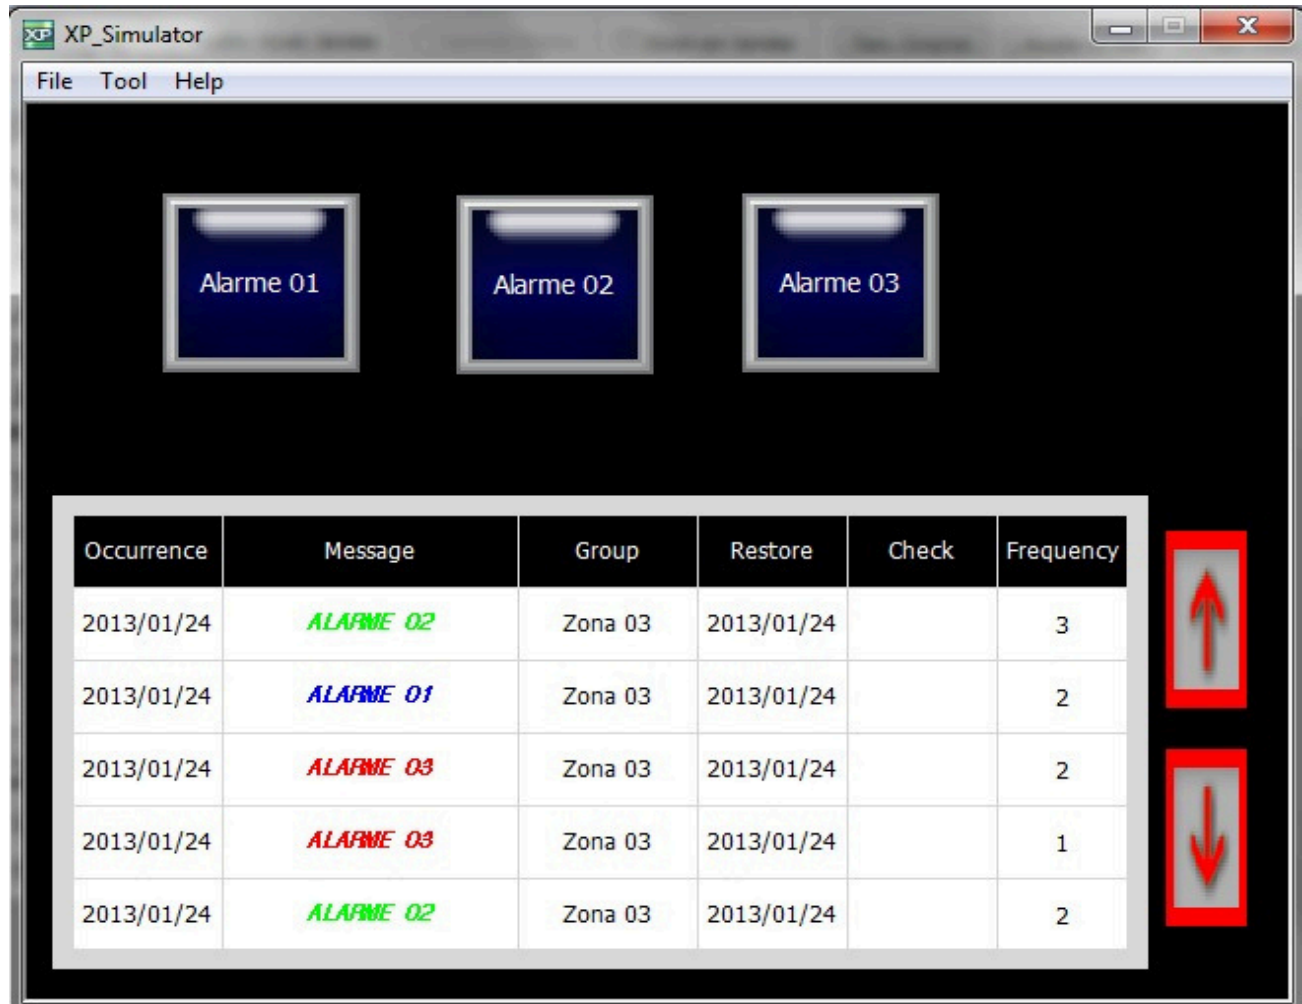 XP XP_Simulator
File Tool Help
Alarme 01 Alarme 02 Alarme 03
Occurrence Message Group Restore Check Frequency
2013/01/24 ALARME 02 Zona 03 2013/01/24 3
2013/01/24 ALARME 01 Zona 03 2013/01/24 2
2013/01/24 ALARME 03 Zona 03 2013/01/24 2
2013/01/24 ALARME 03 Zona 03 2013/01/24 1
2013/01/24 ALARME 02 Zona 03 2013/01/24 2